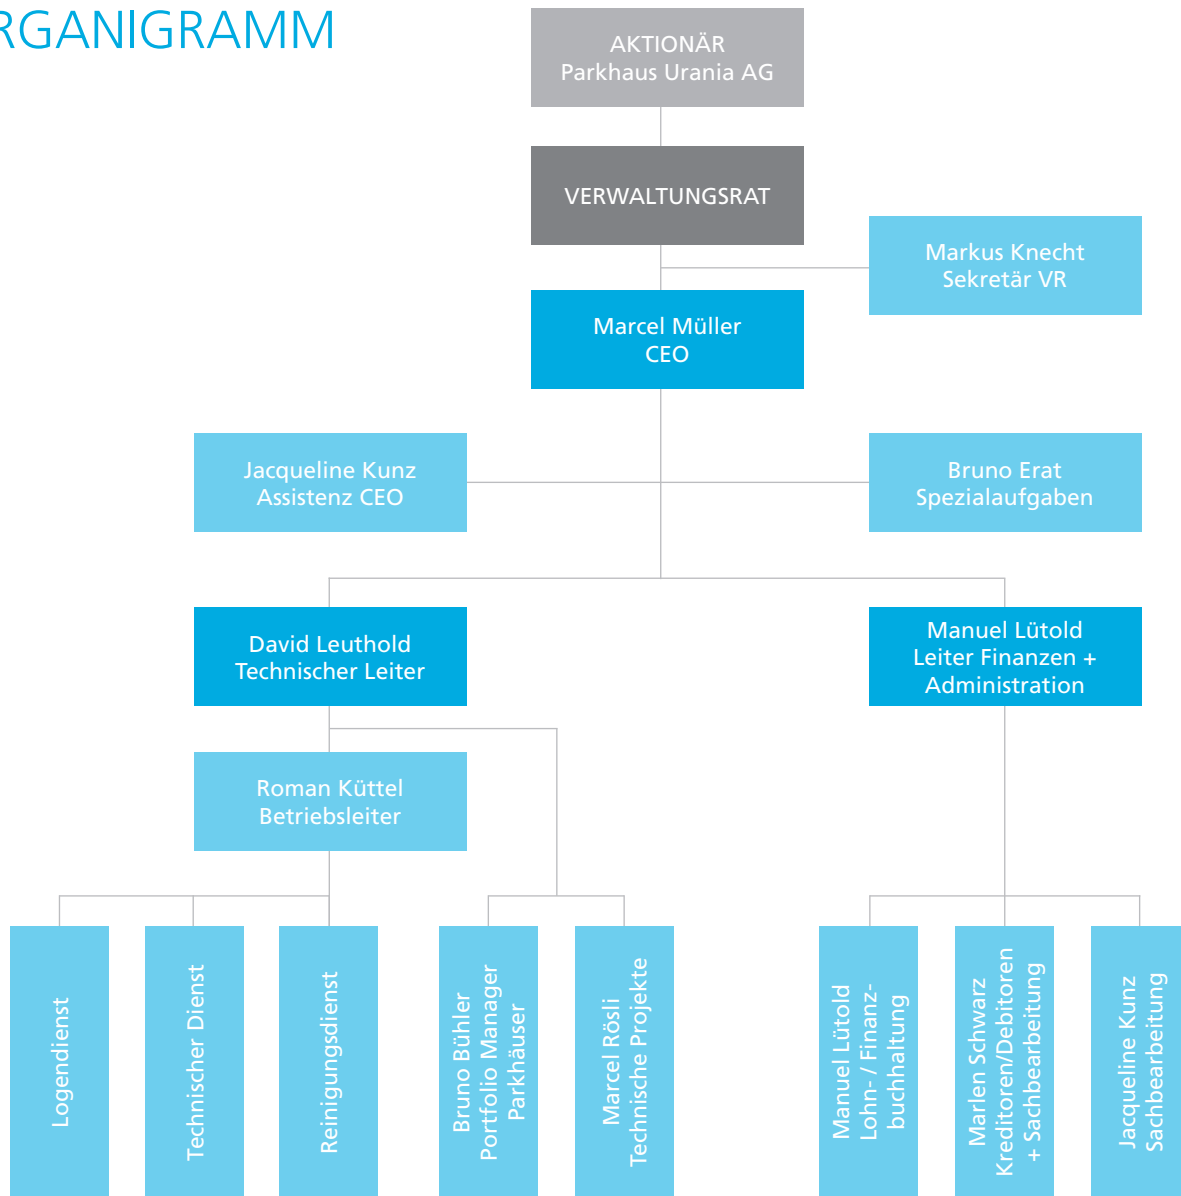 RGANIGRAMM
AKTIONÄR
Parkhaus Urania AG
VERWALTUNGSRAT
Markus Knecht
Sekretär VR
Marcel Müller
CEO
Jacqueline Kunz
Assistenz CEO
Bruno Erat
Spezialaufgaben
David Leuthold
Technischer Leiter
Manuel Lütold
Leiter Finanzen +
Administration
Roman Küttel
Betriebsleiter
Logendienst
Technischer Dienst
Reinigungsdienst
Bruno Bühler
Portfolio Manager
Parkhäuser
Marcel Rösli
Technische Projekte
Manuel Lütold
Lohn- / Finanz-
buchhaltung
Marlen Schwarz
Kreditoren/Debitoren
+ Sachbearbeitung
Jacqueline Kunz
Sachbearbeitung